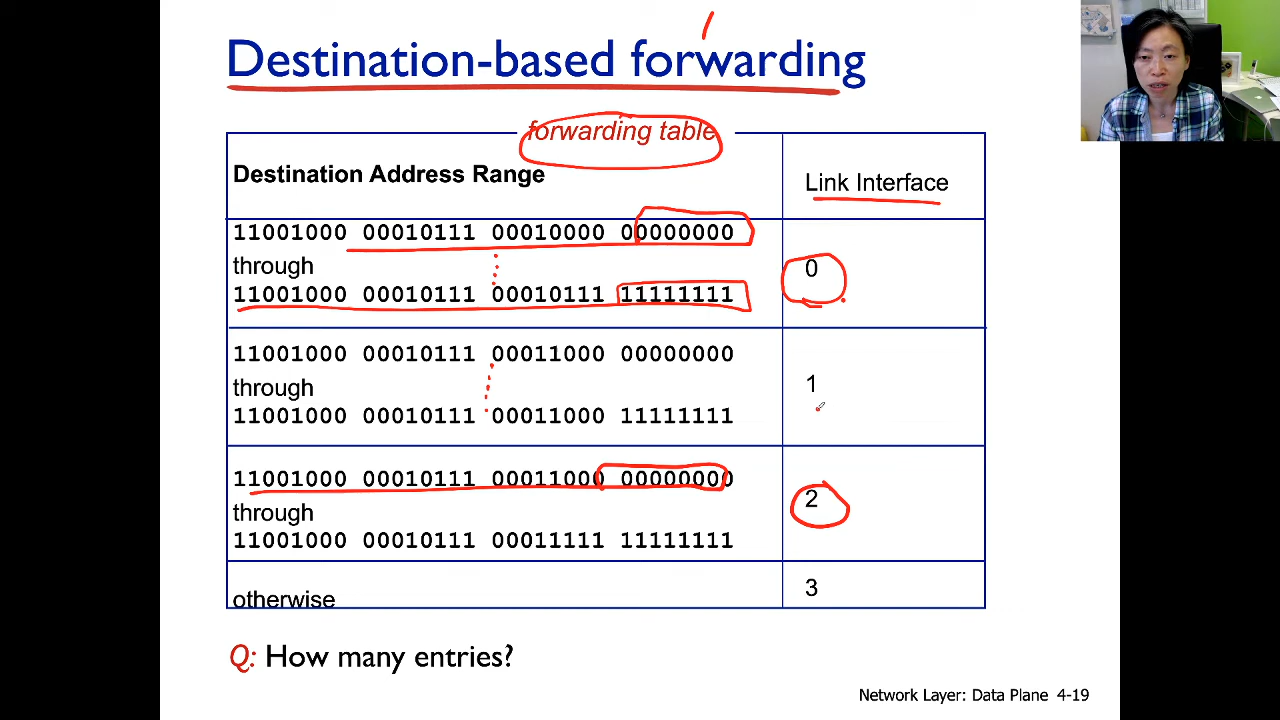 Destination-based forwarding
forwarding table
Destination Address Range
Link Interface
11001000 00010111 00010000 00000000
through
11001000 00010111 00010111 11111111
0
11001000 00010111 00011000 00000000
through
11001000 00010111 00011000 11111111
1
11001000 00010111 00011000 00000000
through
11001000 00010111 00011111 11111111
2
otherwise
3
Q: How many entries?
Network Layer: Data Plane 4-19